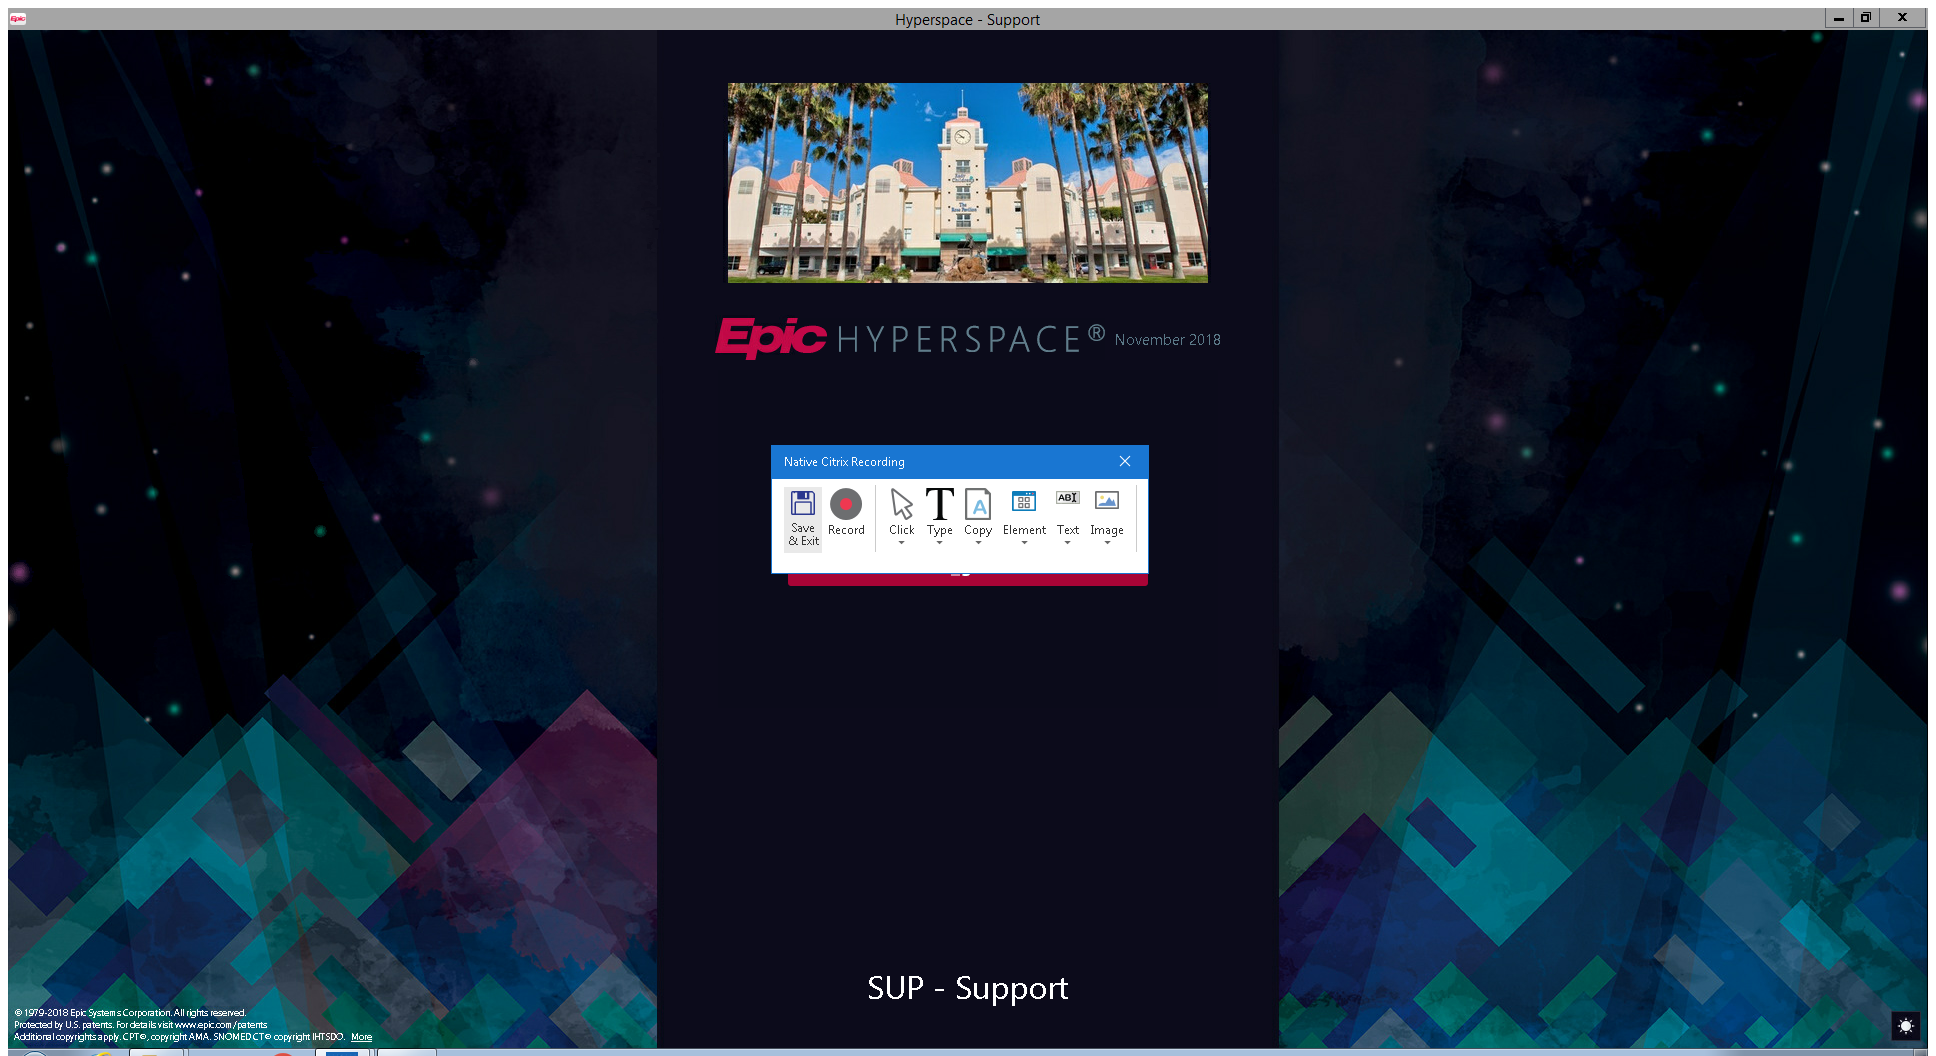 Epic
Hyperspace - Support
Epic HYPERSPACE® November 2018
Native Citrix Recording
Save & Exit
Record
Click
Type
Copy
Element
Text
Image
SUP - Support
© 1979-2018 Epic Systems Corporation. All rights reserved.
Protected by U.S. patents. For details visit www.epic.com/patents
Additional copyrights apply. CPT©, copyright AMA. SNOMED CT© copyright IHTSDO. More